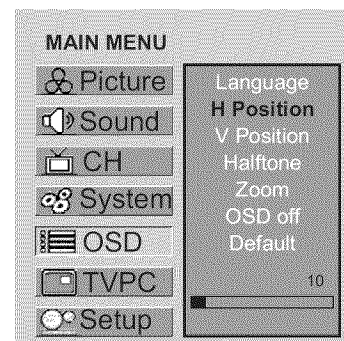 MAIN MENU
Picture
Sound
CH
System
OSD
TVPC
Setup
Language
H Position
V Position
Halftone
Zoom
OSD off
Default
10